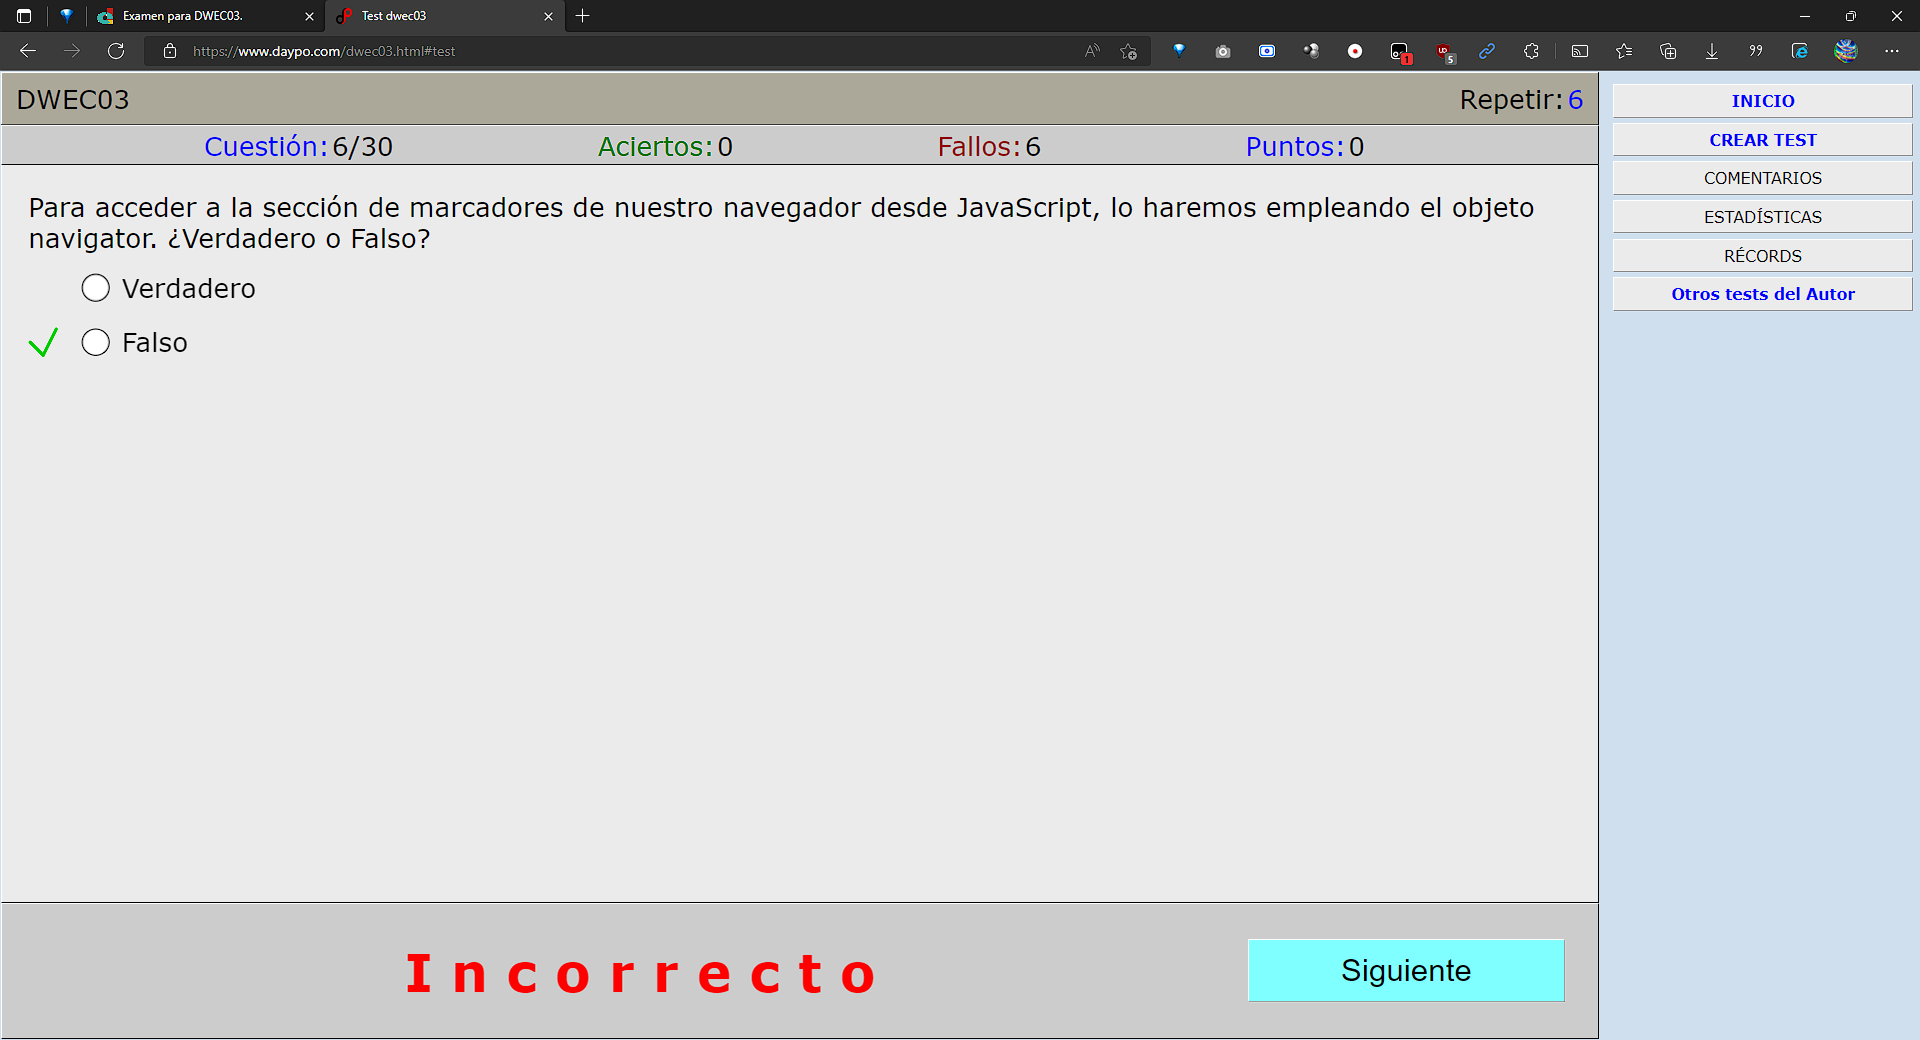 Examen para DWEC03.
Test dwec03
https://www.daypo.com/dwec03.html#test
1
5
DWEC03
Repetir: 6
Cuestión: 6/30
Aciertos: 0
Fallos: 6
Puntos: 0
Para acceder a la sección de marcadores de nuestro navegador desde JavaScript, lo haremos empleando el objeto
navigator. ¿Verdadero o Falso?
Verdadero
Falso
Incorrecto
Siguiente
INICIO
CREAR TEST
COMENTARIOS
ESTADÍSTICAS
RÉCORDS
Otros tests del Autor